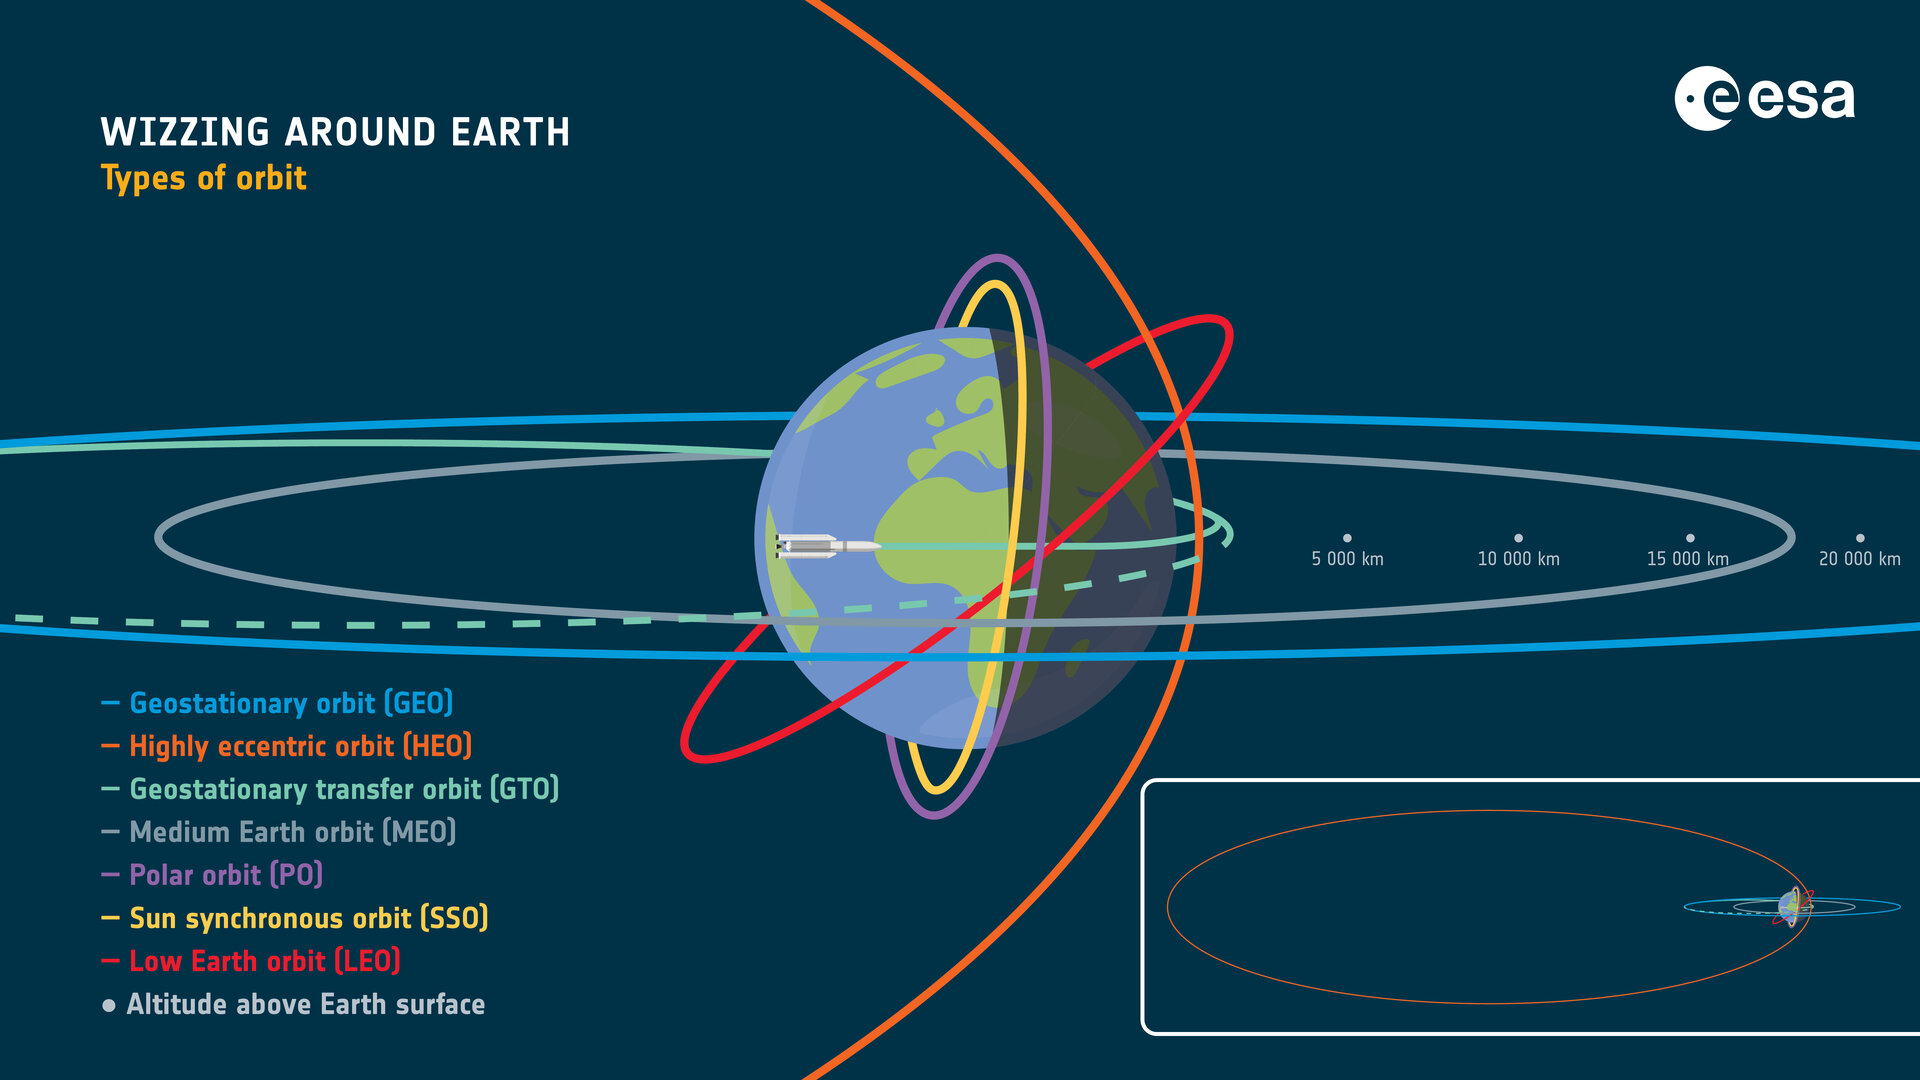 WIZZING AROUND EARTH
Types of orbit
esa
5 000 km
10 000 km
15 000 km
20 000 km
Geostationary orbit (GEO)
Highly eccentric orbit (HEO)
Geostationary transfer orbit (GTO)
Medium Earth orbit (MEO)
Polar orbit (PO)
Sun synchronous orbit (SSO)
Low Earth orbit (LEO)
Altitude above Earth surface